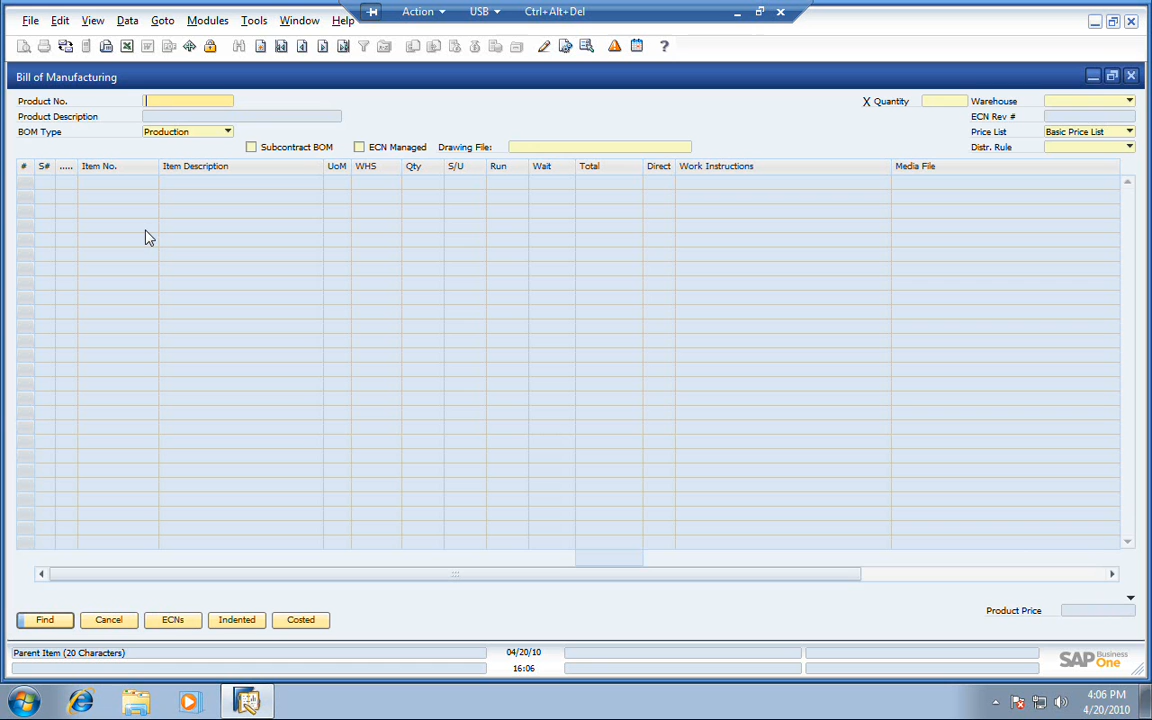 Action USB Ctrl+Alt+Del
File Edit View Data Goto Modules Tools Window Help
Bill of Manufacturing
Product No. X Quantity Warehouse
Product Description ECN Rev #
BOM Type Production Price List Basic Price List
Subcontract BOM ECN Managed Drawing File: Distr. Rule
# S# ..... Item No. Item Description UoM WHS Qty S/U Run Wait Total Direct Work Instructions Media File
Product Price
Find Cancel ECNs Indented Costed
Parent Item (20 Characters) 04/20/10
16:06
SAP Business One
4:06 PM
4/20/2010